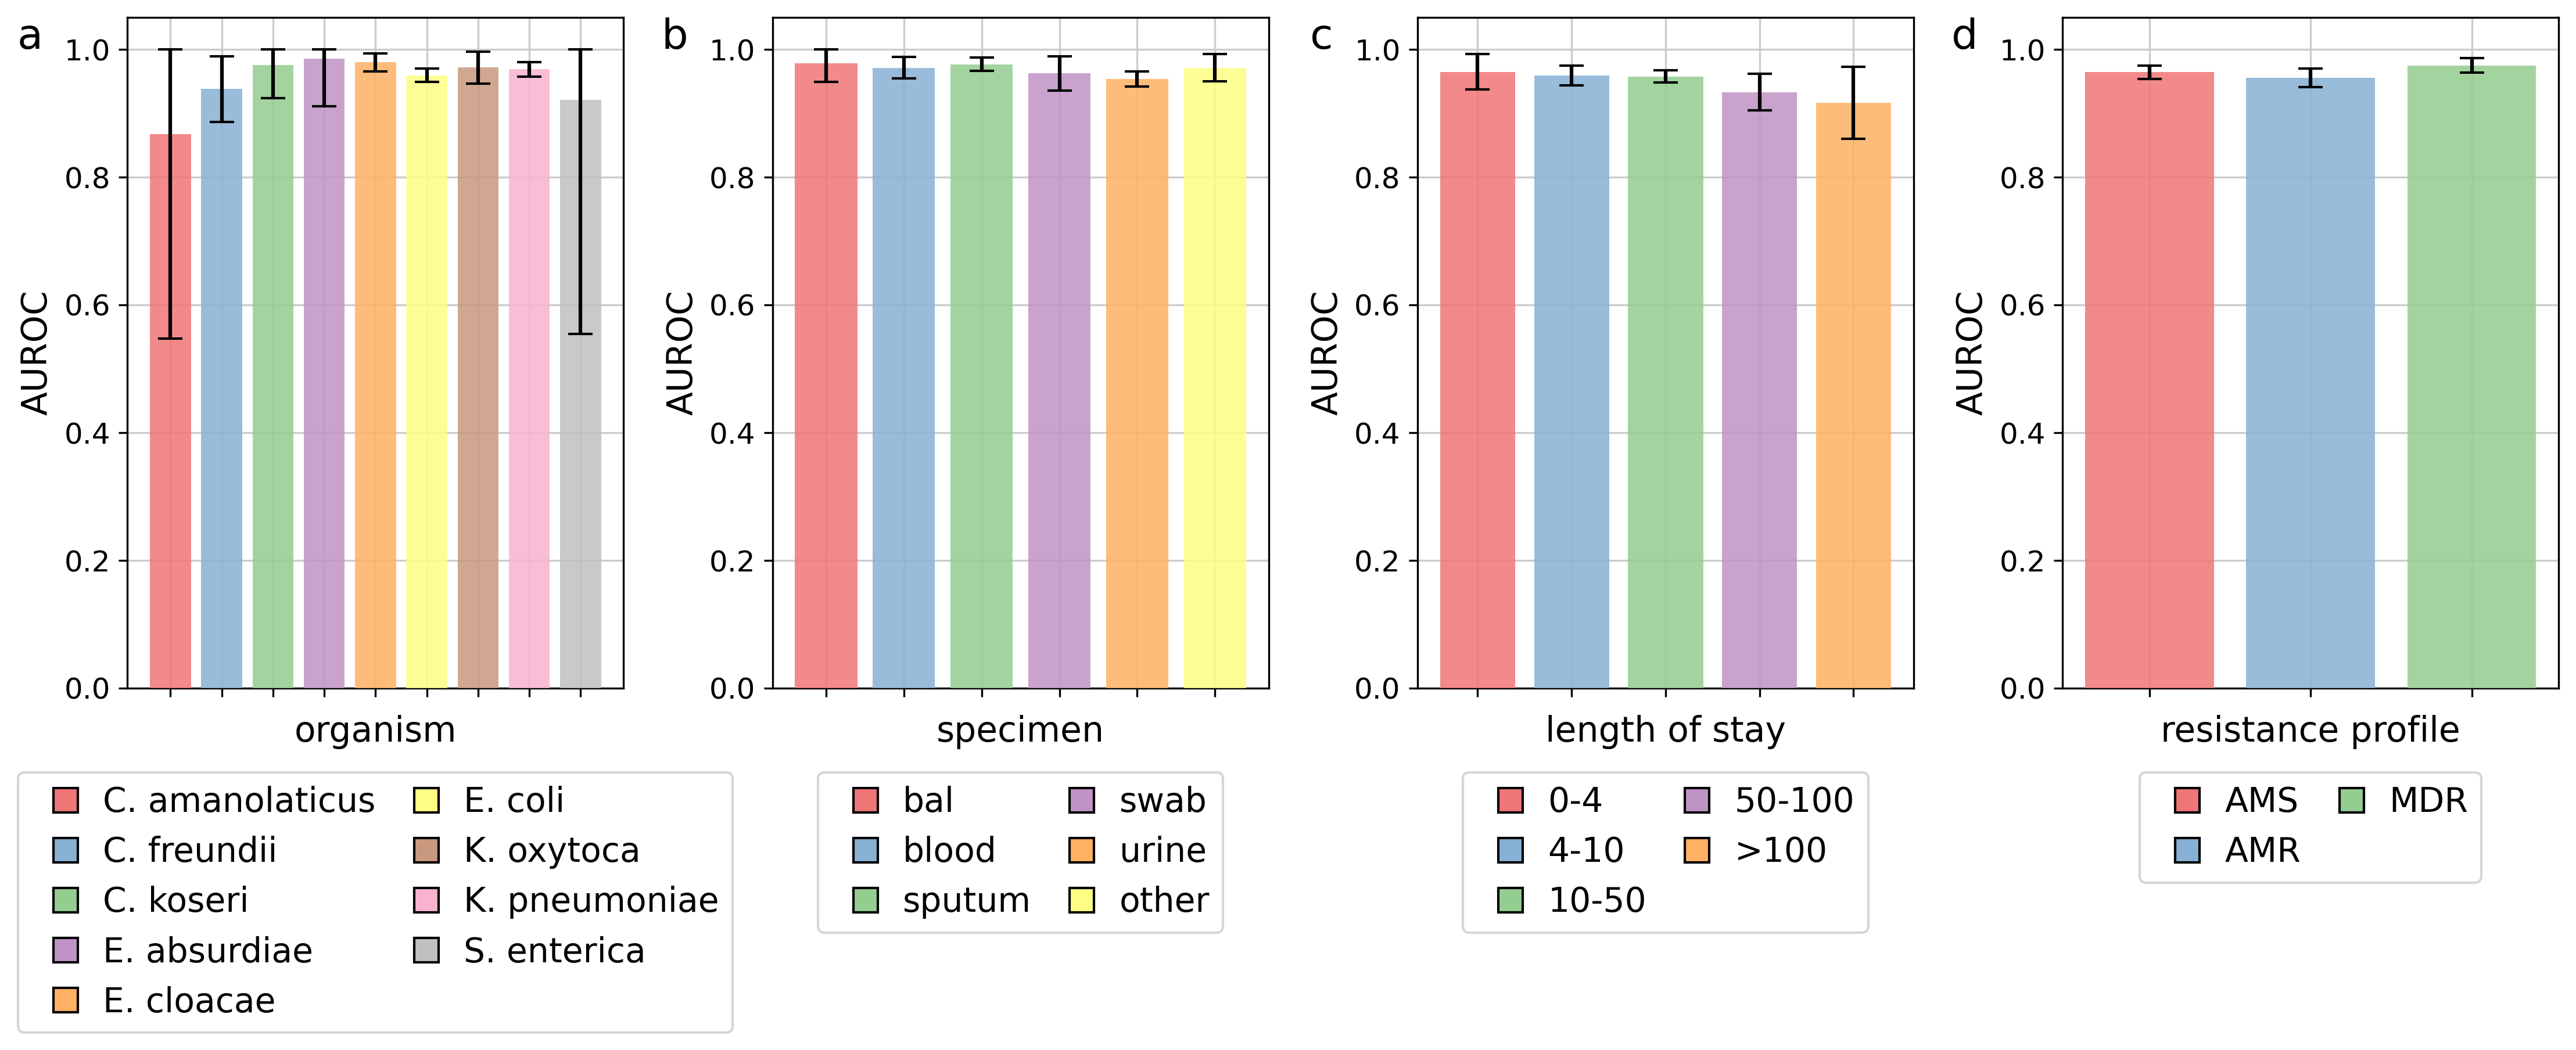 a
1.0
0.8
0.6
0.4
0.2
0.0
AUROC
organism
C. amanolaticus
C. freundii
C. koseri
E. absurdiae
E. cloacae
E. coli
K. oxytoca
K. pneumoniae
S. enterica
b
1.0
0.8
0.6
0.4
0.2
0.0
AUROC
specimen
bal
blood
sputum
swab
urine
other
c
1.0
0.8
0.6
0.4
0.2
0.0
AUROC
length of stay
0-4
4-10
10-50
50-100
>100
d
1.0
0.8
0.6
0.4
0.2
0.0
AUROC
resistance profile
AMS
AMR
MDR